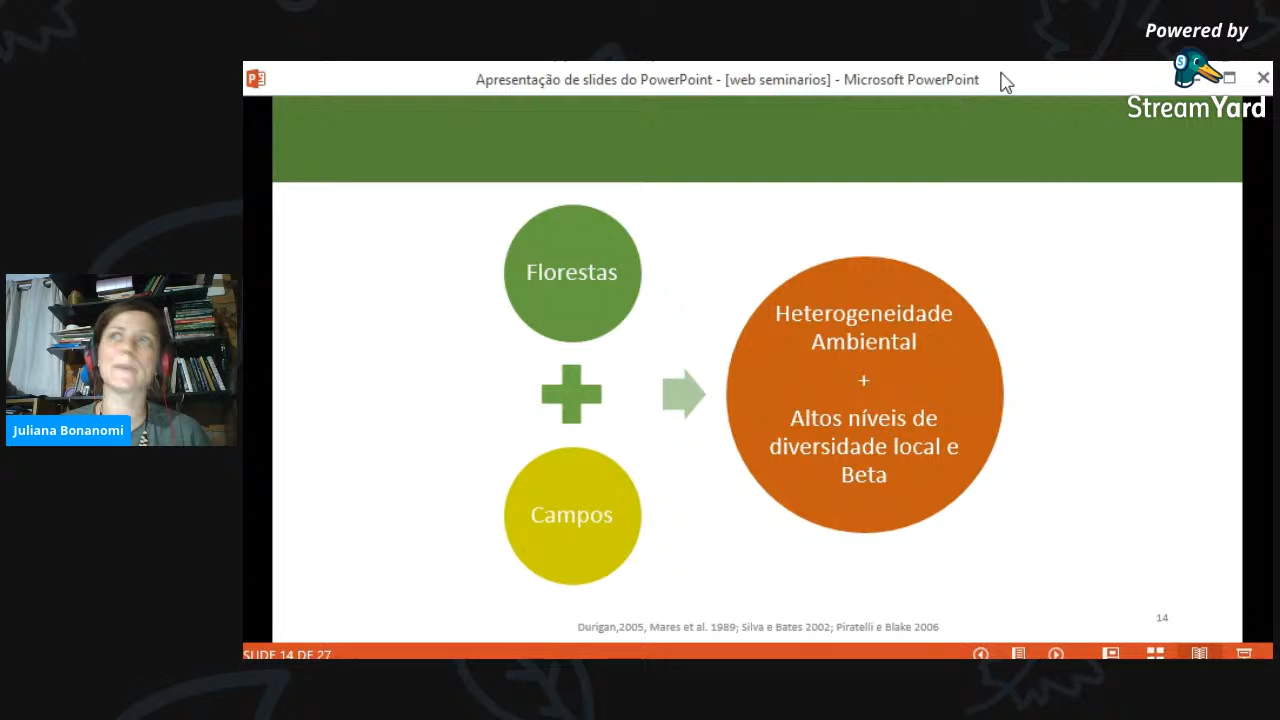 Powered by
StreamYard
Apresentação de slides do PowerPoint - [web seminarios] - Microsoft PowerPoint
Florestas
Campos
Heterogeneidade
Ambiental
+
Altos níveis de
diversidade local e
Beta
Juliana Bonanomi
Durigan,2005, Mares et al. 1989; Silva e Bates 2002; Piratelli e Blake 2006
14
SLIDE 14 DE 27